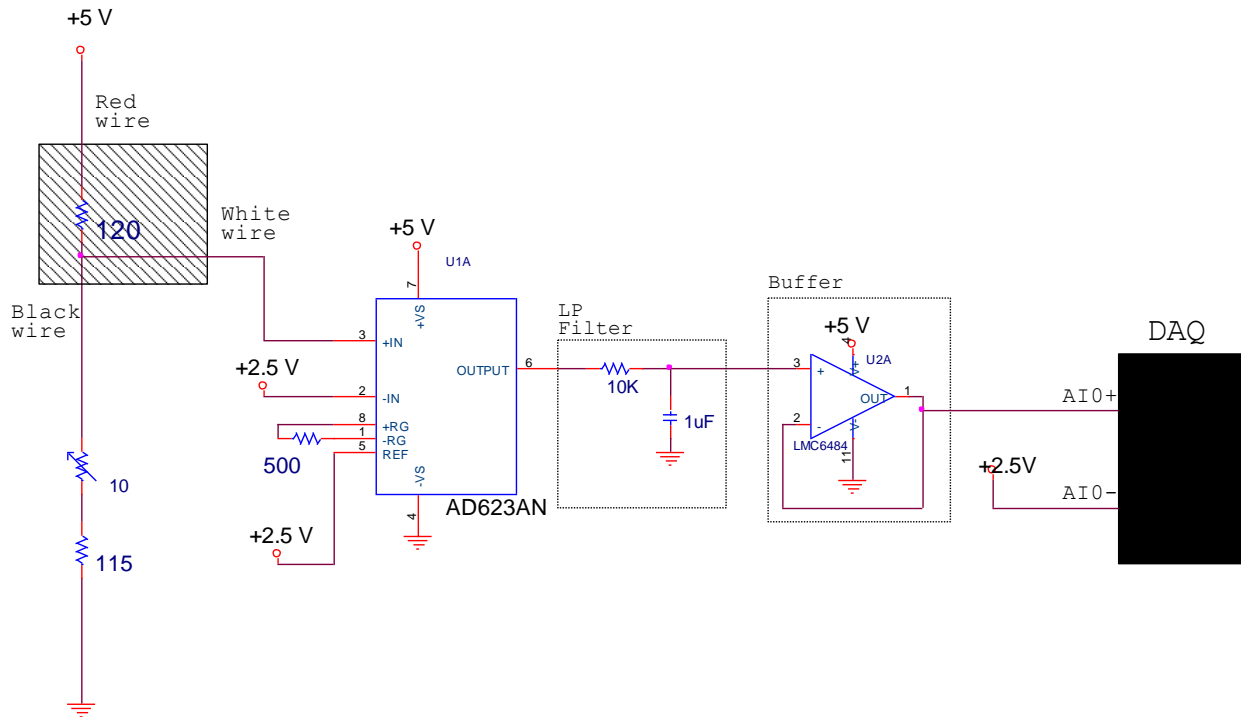 +5 V
Red
wire
120
White
wire
Black
wire
10
115
+5 V
U1A
7
+VS
3
+IN
+2.5 V
2
-IN
8
+RG
1
-RG
5
REF
500
OUTPUT
6
-VS
4
AD623AN
+2.5 V
LP
Filter
10K
1uF
Buffer
+5 V
4
V+
U2A
3
+
1
OUT
2
-
V-
LMC6484
11
DAQ
AI0+
+2.5V
AI0-